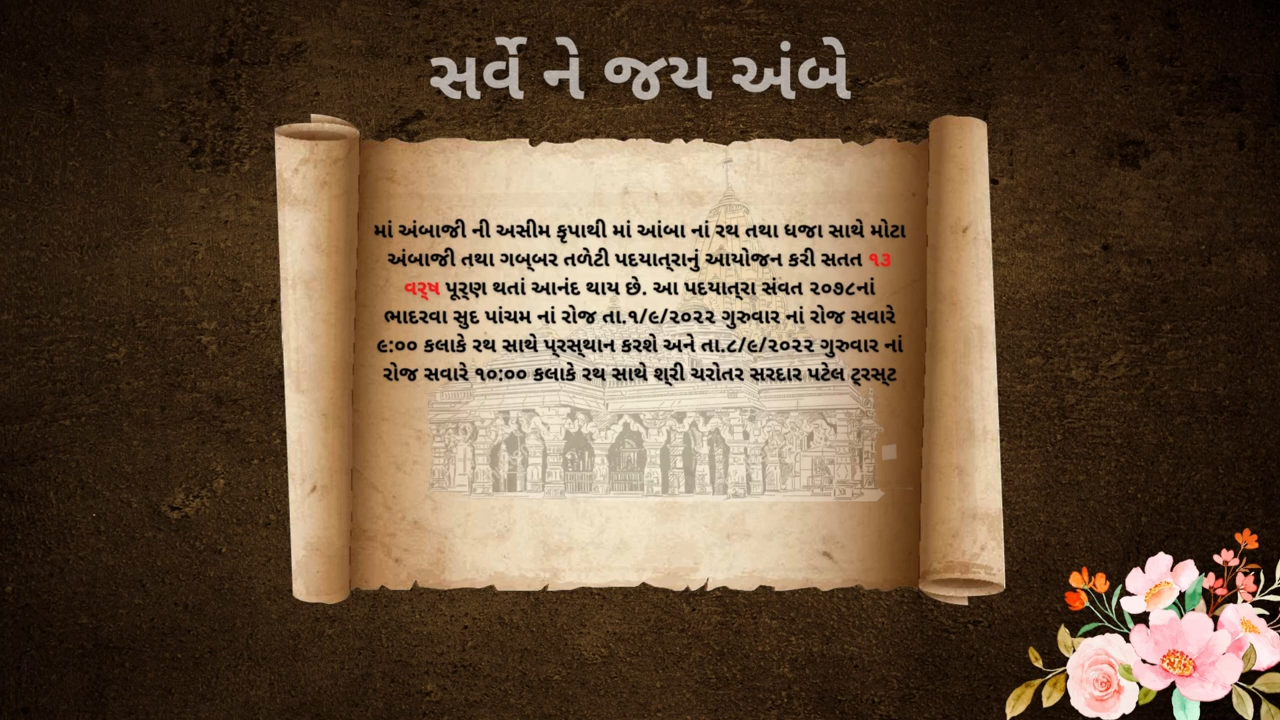 સર્વે ને જય અંબે
માં અંબાજી ની અસીમ કૃપાથી માં આંબા નાં રથ તથા ધજા સાથે મોટા
અંબાજી તથા ગબ્બર તળેટી પદયાત્રાનું આયોજન કરી સતત ૧૩
વર્ષ પૂર્ણ થતાં આનંદ થાય છે. આ પદયાત્રા સંવત ૨૦૭૮નાં
ભાદરવા સુદ પાંચમ નાં રોજ તા.૧/૯/૨૦૨૨ ગુરુવાર નાં રોજ સવારે
૯:૦૦ કલાકે રથ સાથે પ્રસ્થાન કરશે અને તા.૮/૯/૨૦૨૨ ગુરુવાર નાં
રોજ સવારે ૧૦:૦૦ કલાકે રથ સાથે શ્રી ચરોતર સરદાર પટેલ ટ્રસ્ટ